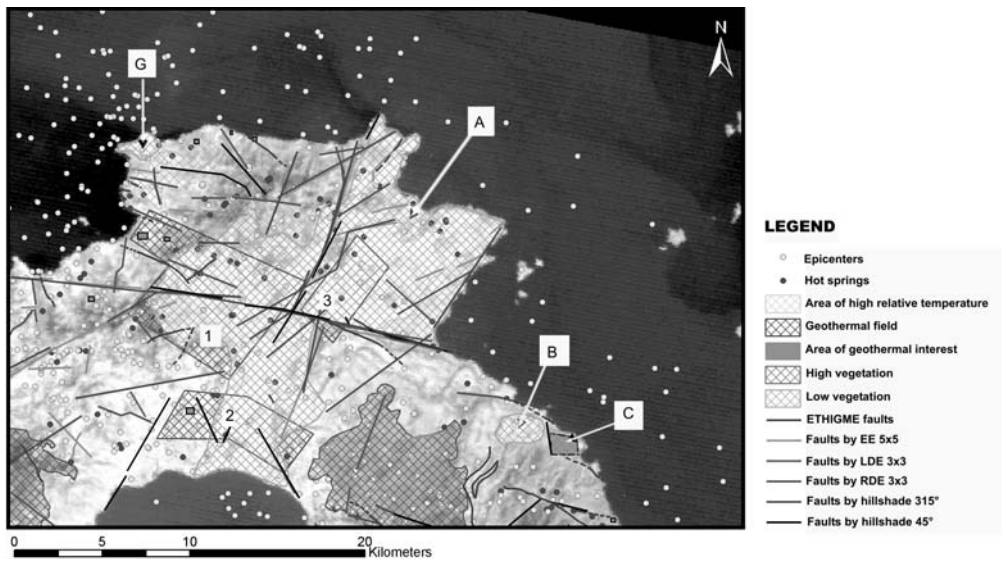 N
G
A
1
3
2
B
C
0 10 20
Kilometers
LEGEND
Epicenters
Hot springs
Area of high relative temperature
Geothermal field
Area of geothermal interest
High vegetation
Low vegetation
ETHIGME faults
Faults by EE 5x5
Faults by LDE 3x3
Faults by RDE 3x3
Faults by hillshade 315°
Faults by hillshade 45°